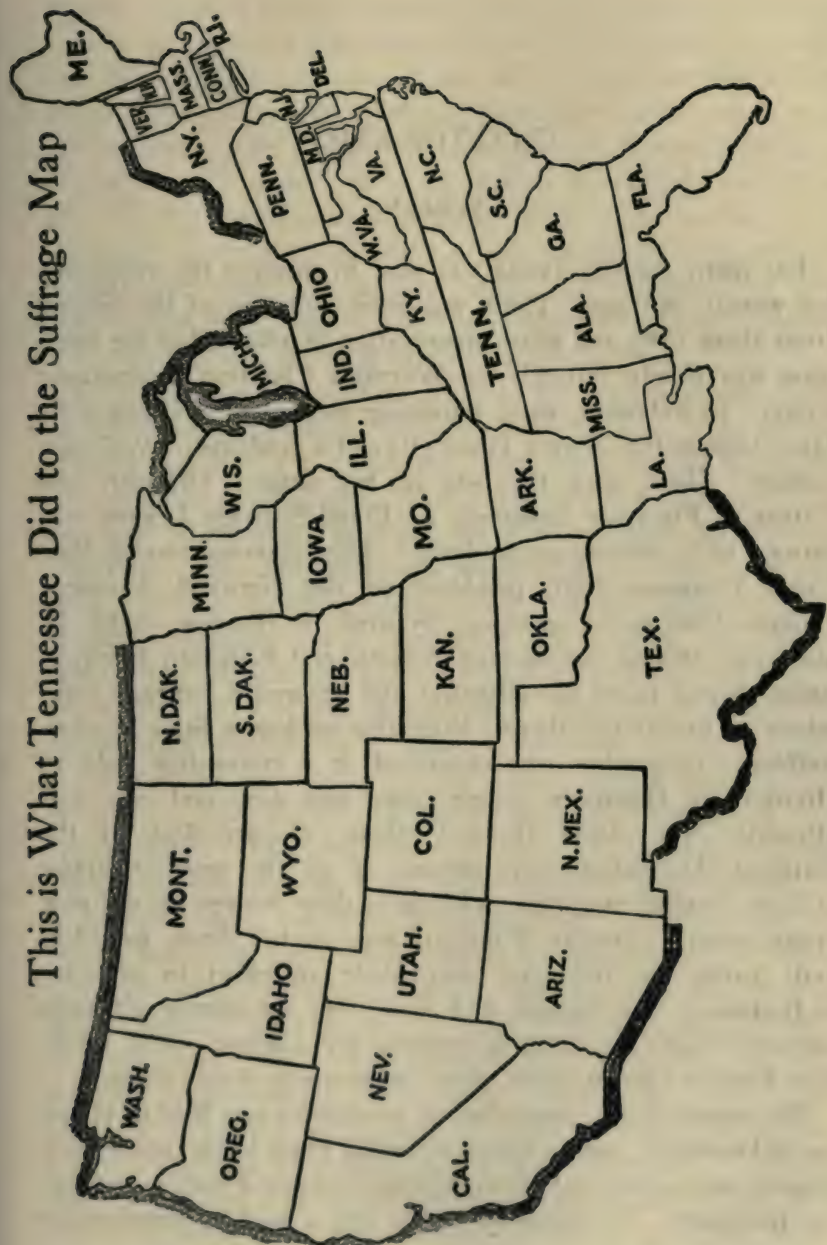 This is What Tennessee Did to the Suffrage Map
ME.
VER.
N.H.
MASS.
CONN.
R.I.
N.Y.
PENN.
N.J.
DEL.
M.D.
W.VA.
VA.
N.C.
S.C.
GA.
FLA.
MICH.
OHIO
IND.
ILL.
KY.
TENN.
ALA.
MISS.
WIS.
MINN.
IOWA
MO.
ARK.
LA.
N.DAK.
S.DAK.
NEB.
KAN.
OKLA.
TEX.
MONT.
WYO.
COL.
N.MEX.
IDAHO
UTAH.
ARIZ.
WASH.
OREG.
NEV.
CAL.